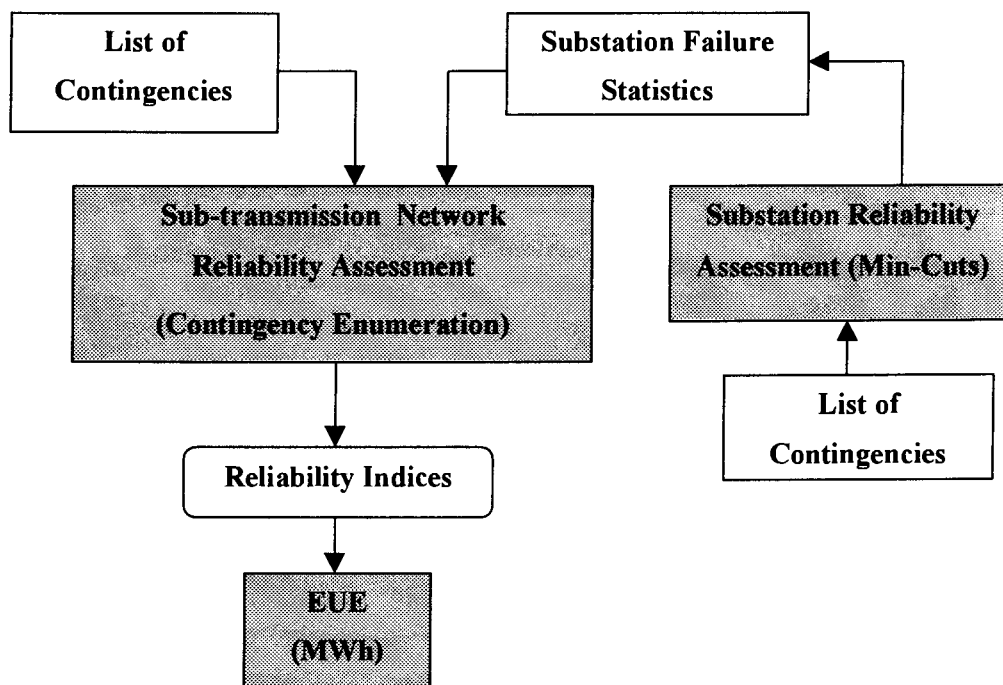 List of
Contingencies
Substation Failure
Statistics
Sub-transmission Network
Reliability Assessment
(Contingency Enumeration)
Substation Reliability
Assessment (Min-Cuts)
List of
Contingencies
Reliability Indices
EUE
(MWh)